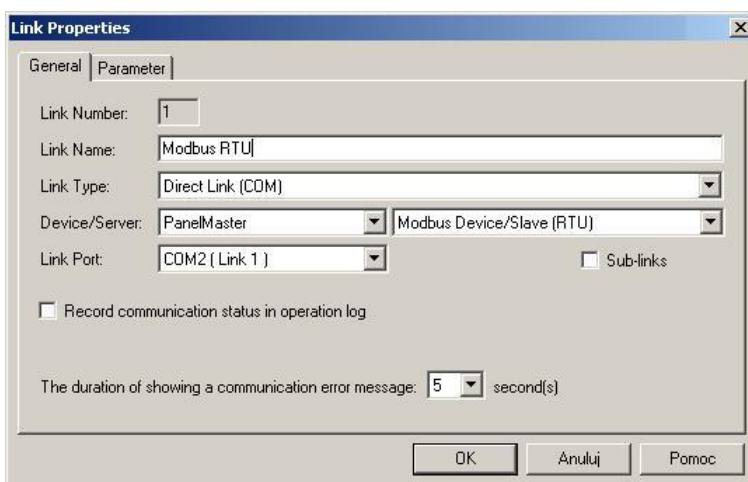 Link Properties
General Parameter
Link Number: 1
Link Name: Modbus RTU
Link Type: Direct Link (COM)
Device/Server: PanelMaster Modbus Device/Slave (RTU)
Link Port: COM2 ( Link 1 ) Sub-links
Record communication status in operation log
The duration of showing a communication error message: 5 second(s)
OK Anuluj Pomoc